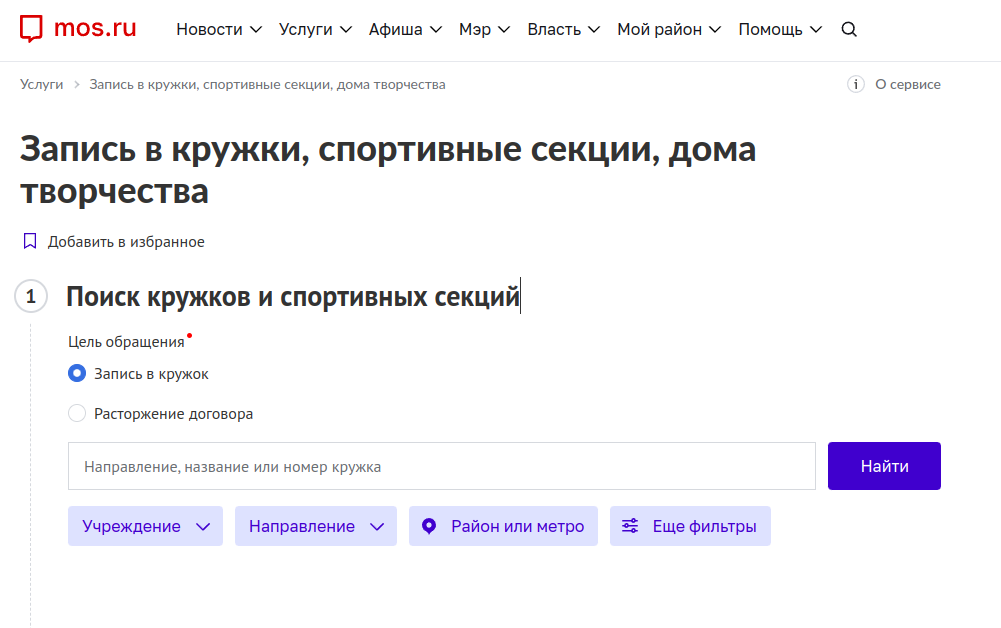 mos.ru Новости Услуги Афиша Мэр Власть Мой район Помощь
Услуги > Запись в кружки, спортивные секции, дома творчества i О сервисе
Запись в кружки, спортивные секции, дома
творчества
Добавить в избранное
1 Поиск кружков и спортивных секций
Цель обращения
Запись в кружок
Расторжение договора
Направление, название или номер кружка Найти
Учреждение Направление Район или метро Еще фильтры